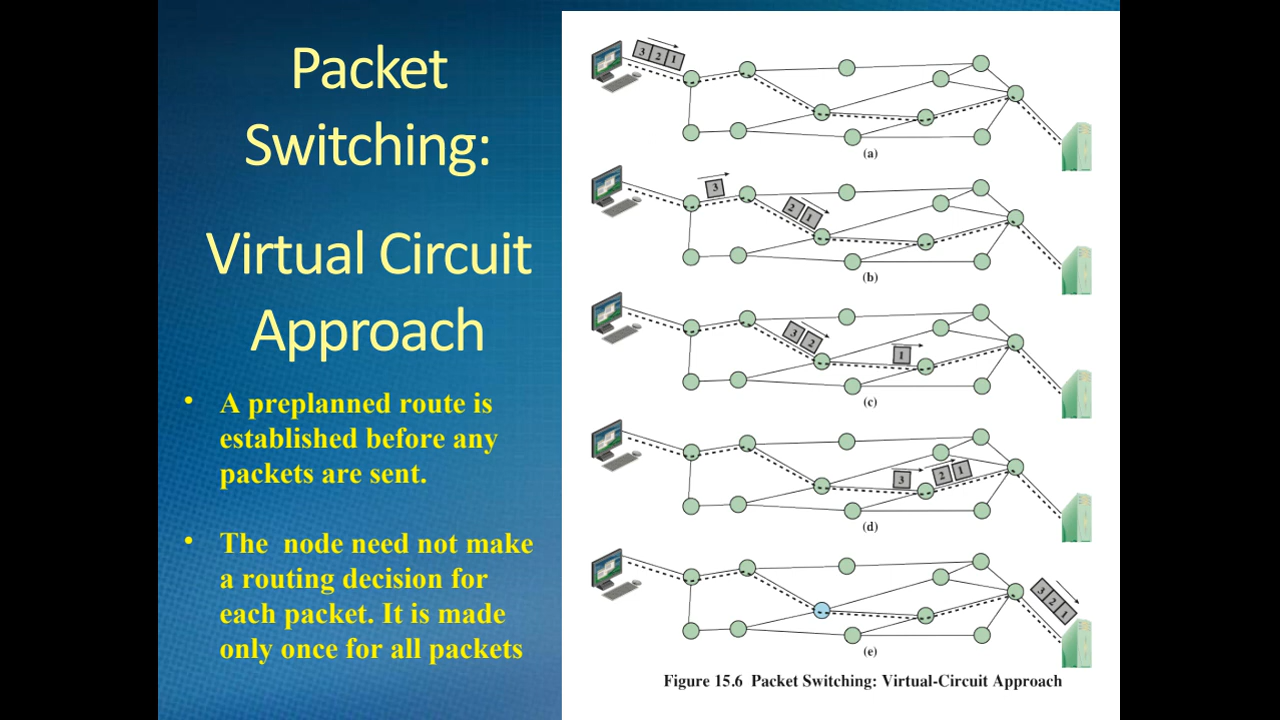 Packet
Switching:
Virtual Circuit
Approach
• A preplanned route is
established before any
packets are sent.
• The node need not make
a routing decision for
each packet. It is made
only once for all packets
3 2 1
(a)
3
2 1
(b)
3 2
1
(c)
3
2 1
(d)
3 2 1
(e)
Figure 15.6 Packet Switching: Virtual-Circuit Approach